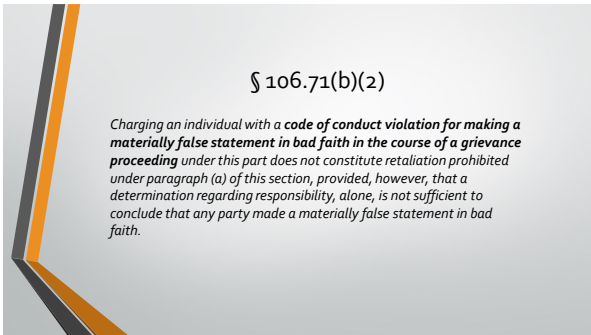 § 106.71(b)(2)
Charging an individual with a code of conduct violation for making a
materially false statement in bad faith in the course of a grievance
proceeding under this part does not constitute retaliation prohibited
under paragraph (a) of this section, provided, however, that a
determination regarding responsibility, alone, is not sufficient to
conclude that any party made a materially false statement in bad
faith.